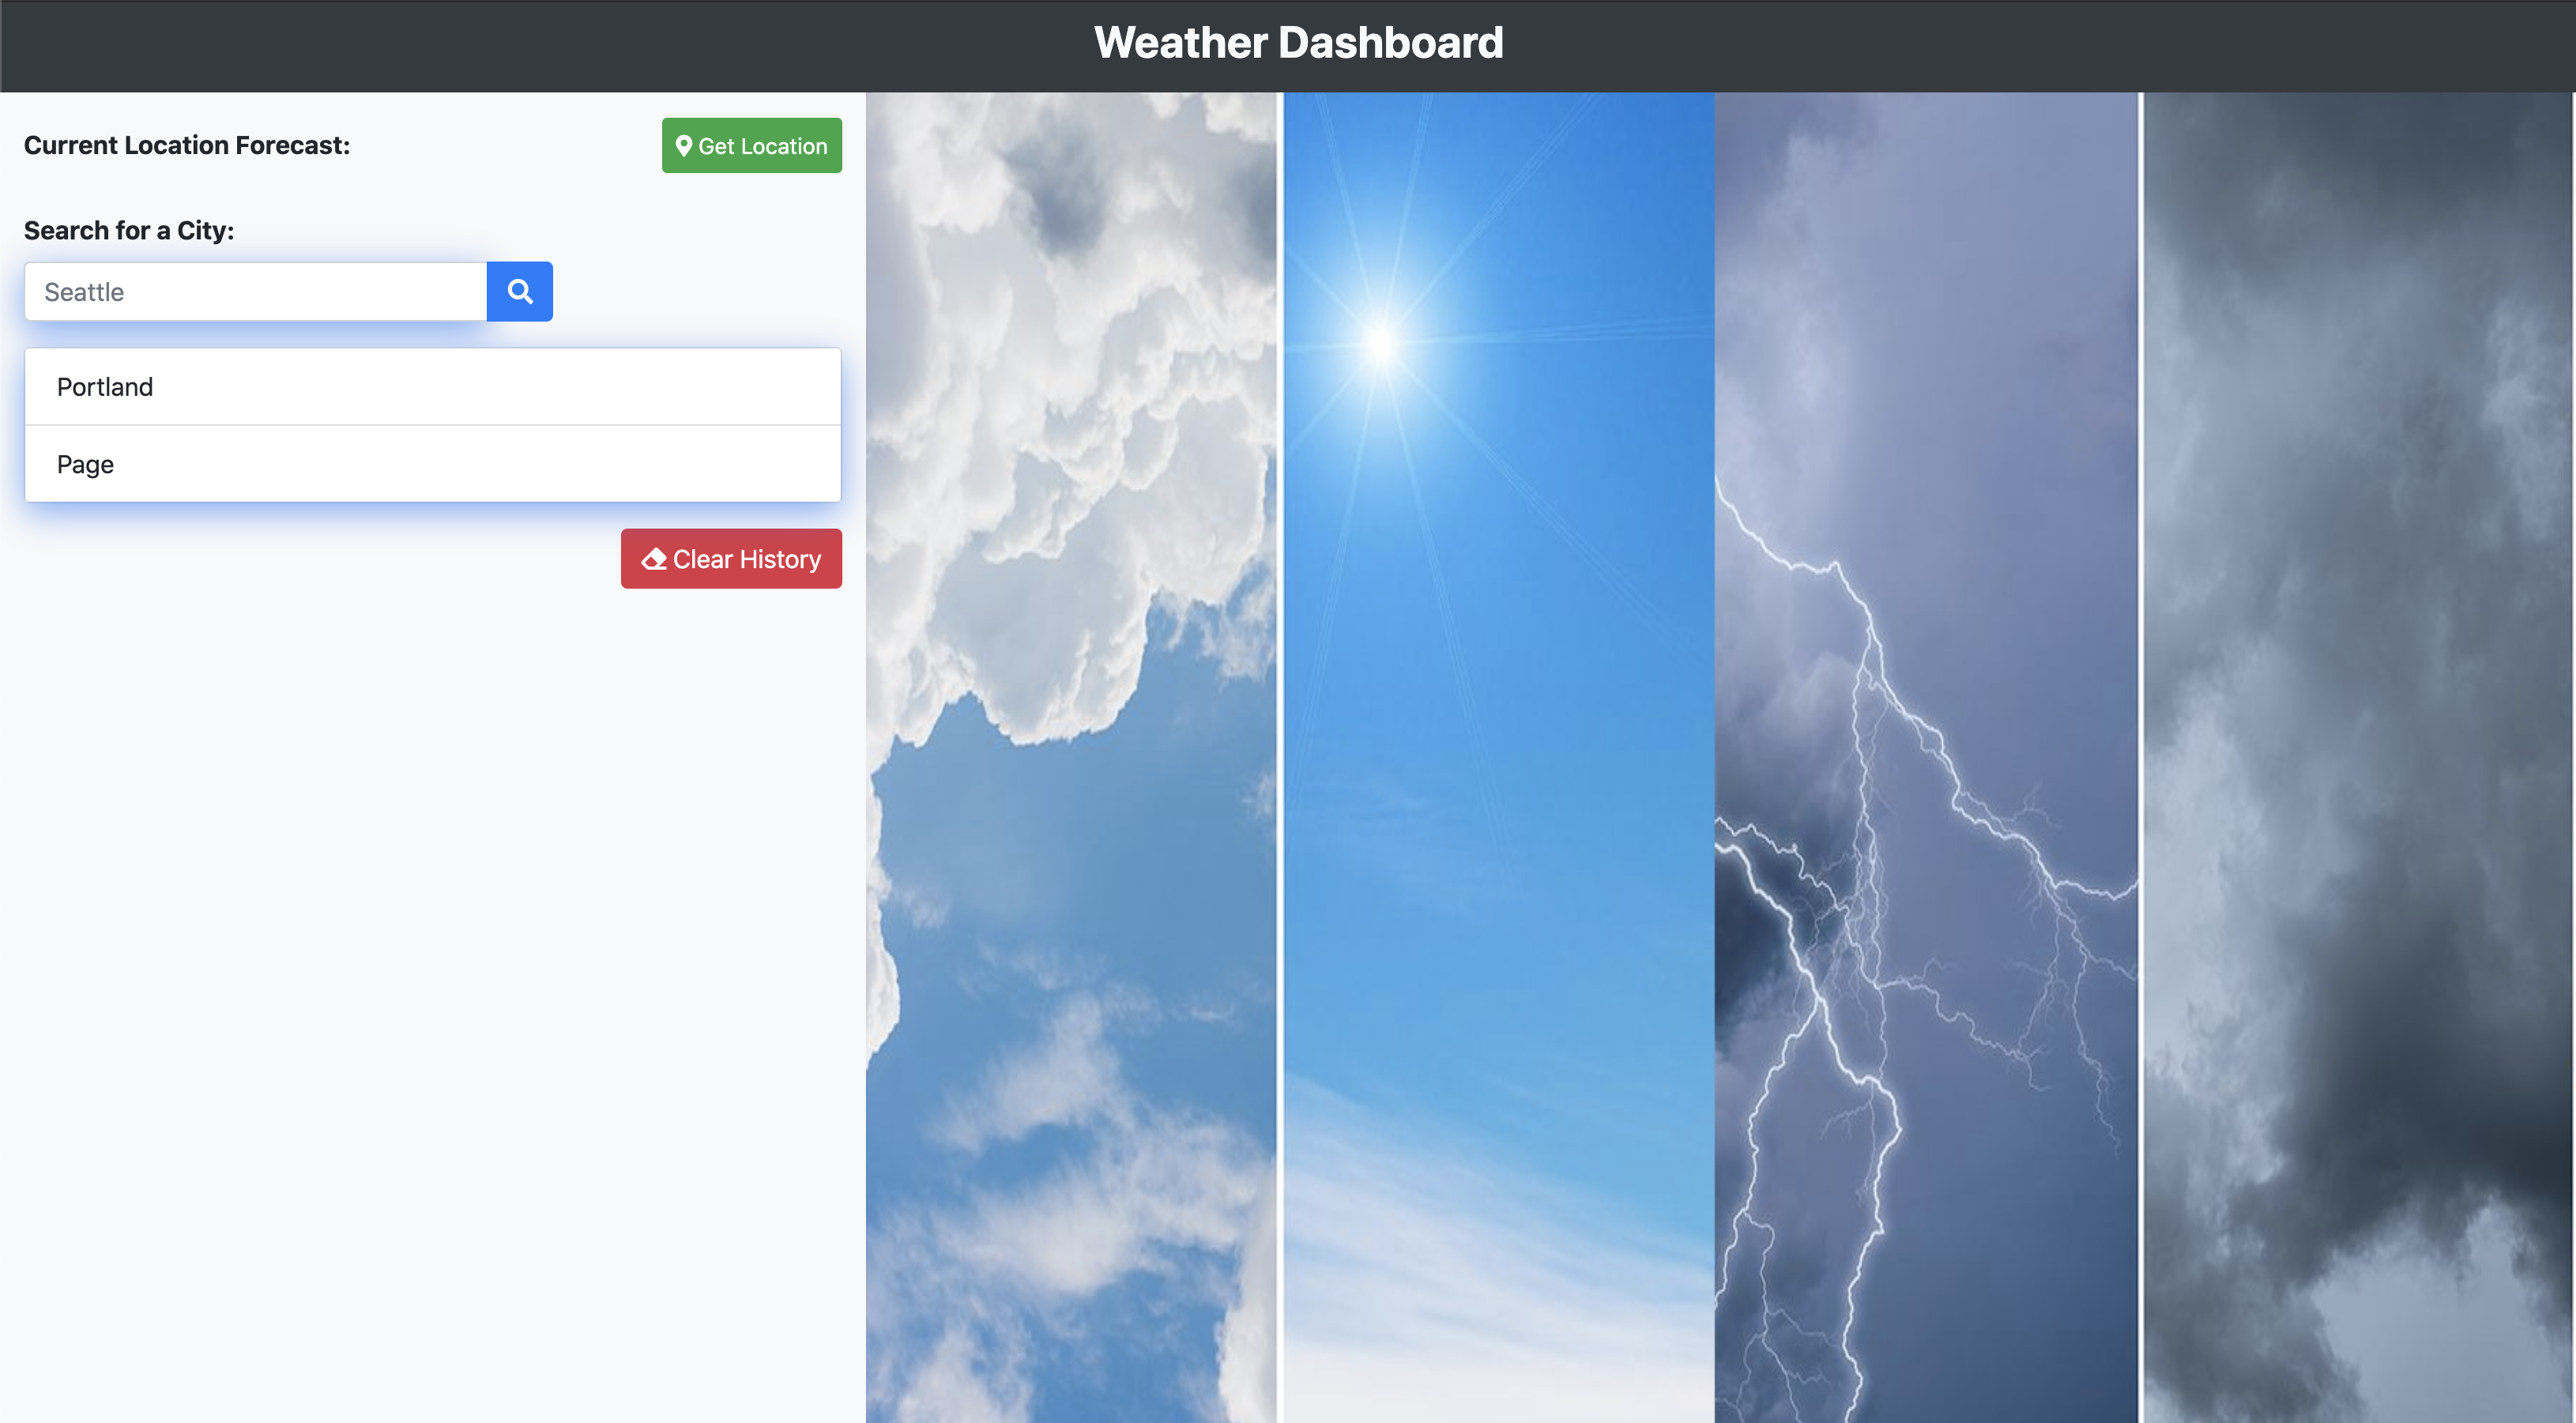 Weather Dashboard
Current Location Forecast:
Get Location
Search for a City:
Seattle
Portland
Page
Clear History